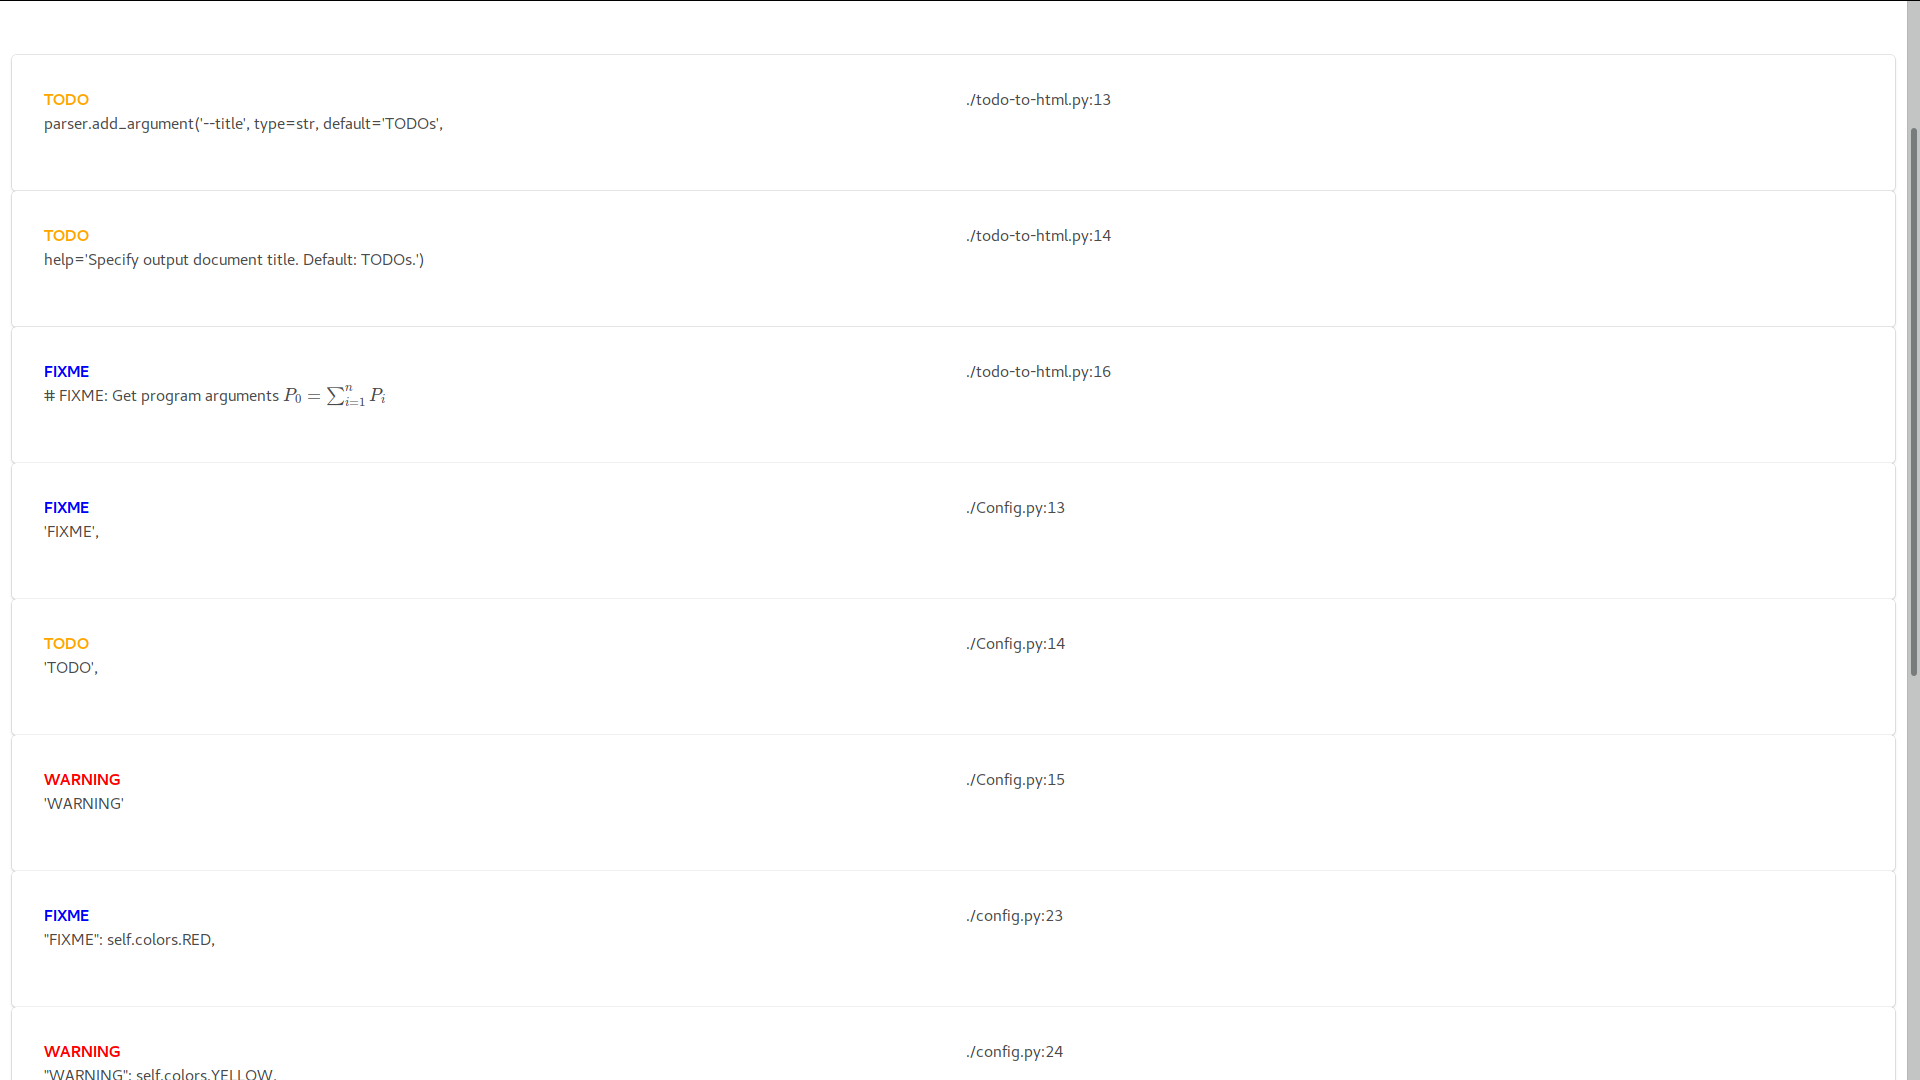 TODO ./todo-to-html.py:13
parser.add_argument('--title', type=str, default='TODOs',
TODO ./todo-to-html.py:14
help='Specify output document title. Default: TODOs.')
FIXME ./todo-to-html.py:16
# FIXME: Get program arguments P₀ = ∑ⁿᵢ₌₁ Pᵢ
FIXME ./Config.py:13
'FIXME',
TODO ./Config.py:14
'TODO',
WARNING ./Config.py:15
'WARNING'
FIXME ./config.py:23
"FIXME": self.colors.RED,
WARNING ./config.py:24
"WARNING": self.colors.YELLOW,